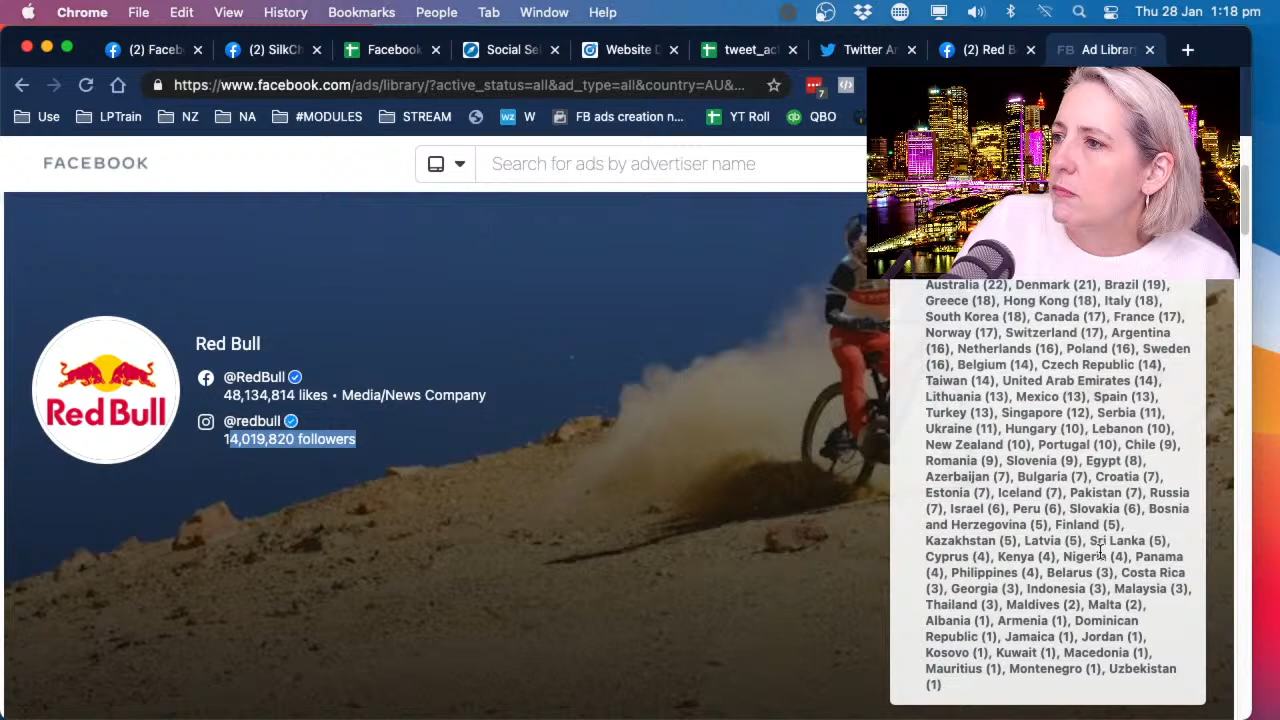 Chrome File Edit View History Bookmarks People Tab Window Help Thu 28 Jan 1:18 pm
(2) Faceb (2) SilkCh Facebook Social Sel Website D tweet_act Twitter An (2) Red B FB Ad Library
https://www.facebook.com/ads/library/?active_status=all&ad_type=all&country=AU&... 7
Use LPTrain NZ NA #MODULES STREAM wz W FB ads creation n... YT Roll qb QBO
FACEBOOK
Search for ads by advertiser name
Red Bull
Red Bull
@RedBull
48,134,814 likes • Media/News Company
@redbull
14,019,820 followers
Australia (22), Denmark (21), Brazil (19),
Greece (18), Hong Kong (18), Italy (18),
South Korea (18), Canada (17), France (17),
Norway (17), Switzerland (17), Argentina
(16), Netherlands (16), Poland (16), Sweden
(16), Belgium (14), Czech Republic (14),
Taiwan (14), United Arab Emirates (14),
Lithuania (13), Mexico (13), Spain (13),
Turkey (13), Singapore (12), Serbia (11),
Ukraine (11), Hungary (10), Lebanon (10),
New Zealand (10), Portugal (10), Chile (9),
Romania (9), Slovenia (9), Egypt (8),
Azerbaijan (7), Bulgaria (7), Croatia (7),
Estonia (7), Iceland (7), Pakistan (7), Russia
(7), Israel (6), Peru (6), Slovakia (6), Bosnia
and Herzegovina (5), Finland (5),
Kazakhstan (5), Latvia (5), Sri Lanka (5),
Cyprus (4), Kenya (4), Nigeria (4), Panama
(4), Philippines (4), Belarus (3), Costa Rica
(3), Georgia (3), Indonesia (3), Malaysia (3),
Thailand (3), Maldives (2), Malta (2),
Albania (1), Armenia (1), Dominican
Republic (1), Jamaica (1), Jordan (1),
Kosovo (1), Kuwait (1), Macedonia (1),
Mauritius (1), Montenegro (1), Uzbekistan
(1)